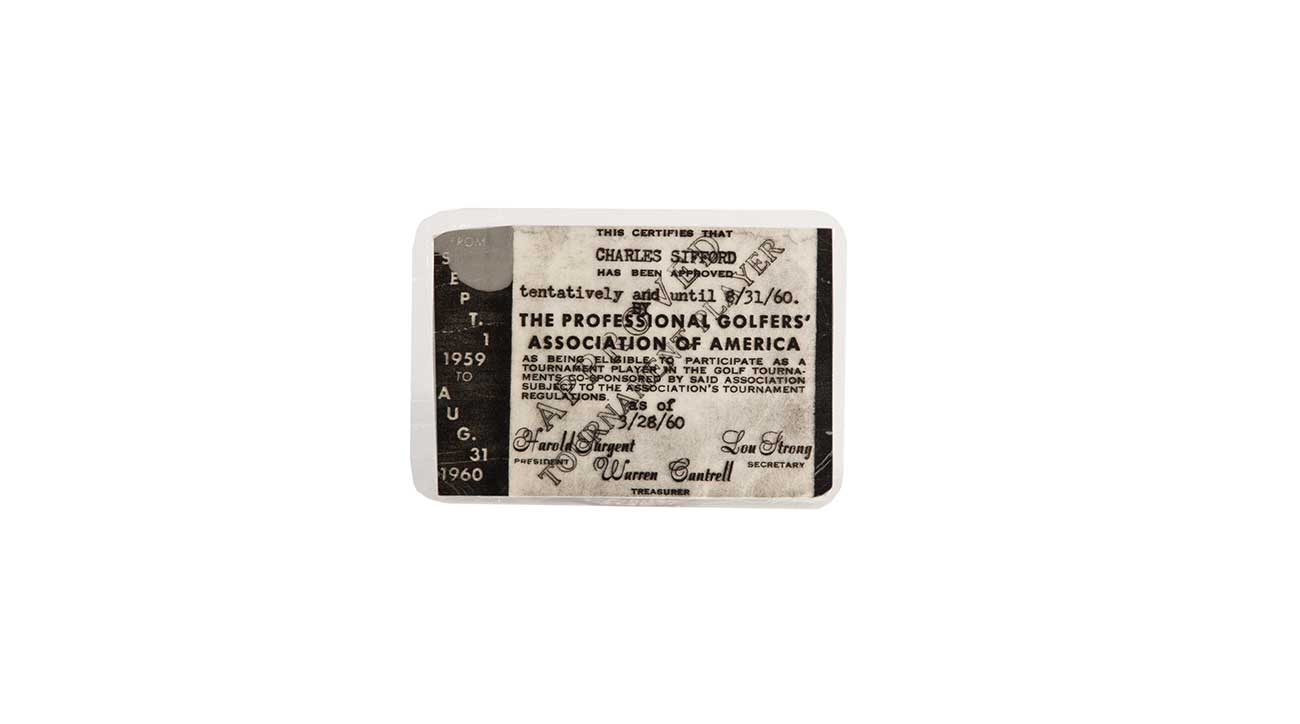 FROM
SEPT.
1
1959
TO
AUG.
31
1960
THIS CERTIFIES THAT
CHARLES SIFFORD
HAS BEEN APPROVED
tentatively and until 8/31/60.
BY
THE PROFESSIONAL GOLFERS'
ASSOCIATION OF AMERICA
AS BEING ELIGIBLE TO PARTICIPATE AS A
TOURNAMENT PLAYER IN THE GOLF TOURNA-
MENTS CO-SPONSORED BY SAID ASSOCIATION
SUBJECT TO THE ASSOCIATION'S TOURNAMENT
REGULATIONS.
as of
3/28/60
Harold Surgent Lou Strong
PRESIDENT SECRETARY
Warren Cantrell
TREASURER
APPROVED
TOURNAMENT PLAYER